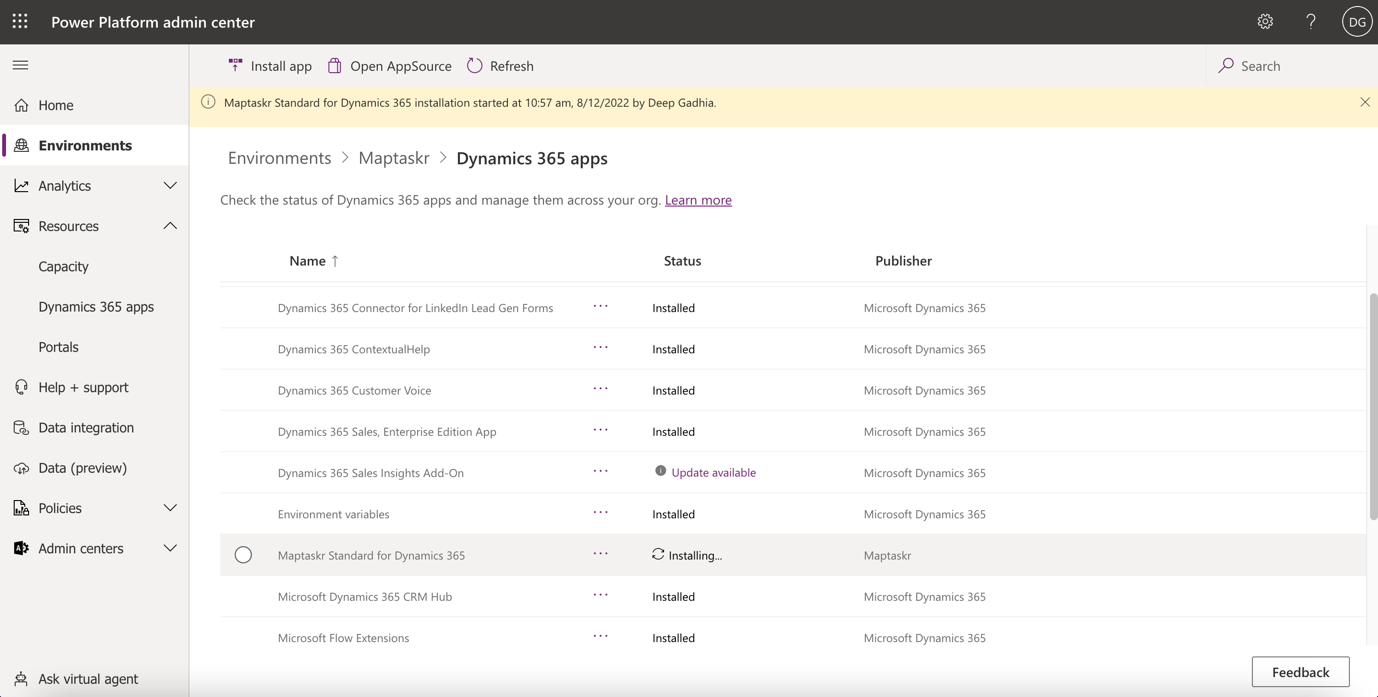 Power Platform admin center
DG
Install app
Open AppSource
Refresh
Search
Maptaskr Standard for Dynamics 365 installation started at 10:57 am, 8/12/2022 by Deep Gadhia.
Home
Environments
Analytics
Resources
Capacity
Dynamics 365 apps
Portals
Help + support
Data integration
Data (preview)
Policies
Admin centers
Ask virtual agent
Environments > Maptaskr > Dynamics 365 apps
Check the status of Dynamics 365 apps and manage them across your org. Learn more
Name ↑ Status Publisher
Dynamics 365 Connector for LinkedIn Lead Gen Forms ... Installed Microsoft Dynamics 365
Dynamics 365 ContextualHelp ... Installed Microsoft Dynamics 365
Dynamics 365 Customer Voice ... Installed Microsoft Dynamics 365
Dynamics 365 Sales, Enterprise Edition App ... Installed Microsoft Dynamics 365
Dynamics 365 Sales Insights Add-On ... Update available Microsoft Dynamics 365
Environment variables ... Installed Microsoft Dynamics 365
Maptaskr Standard for Dynamics 365 ... Installing... Maptaskr
Microsoft Dynamics 365 CRM Hub ... Installed Microsoft Dynamics 365
Microsoft Flow Extensions ... Installed Microsoft Dynamics 365
Feedback